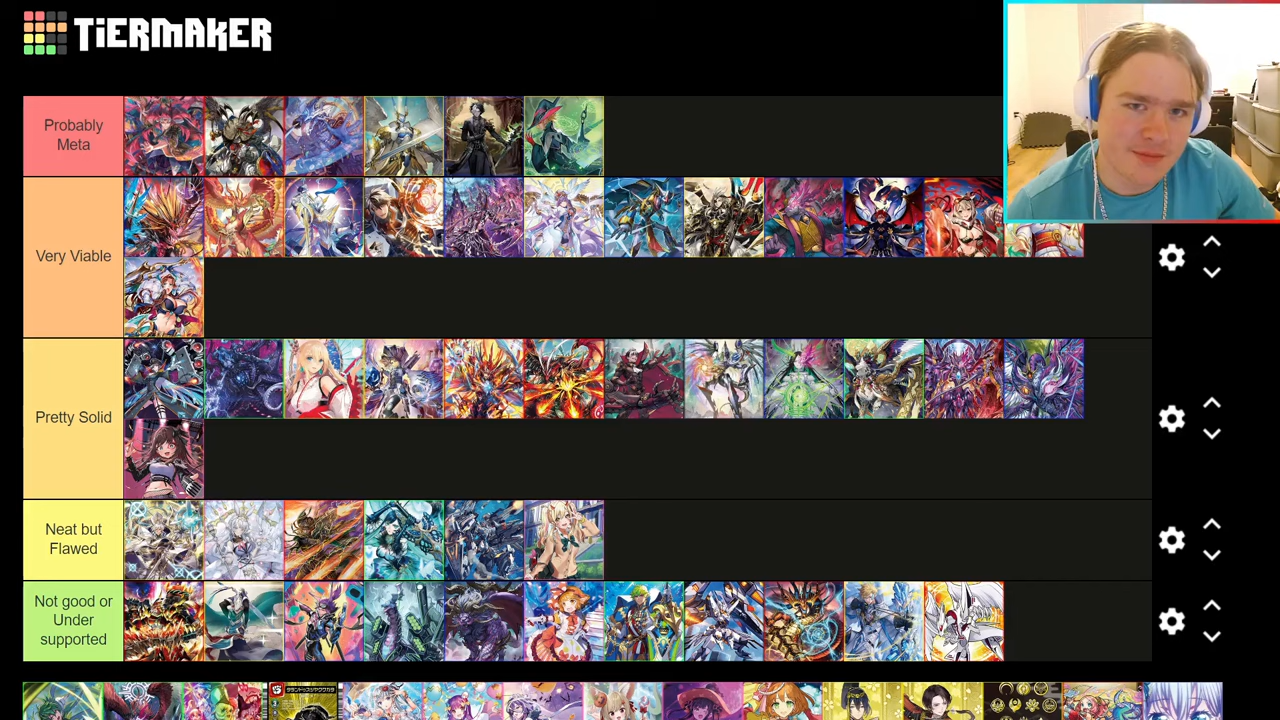 TiERMAKER
Probably
Meta
Very Viable
Pretty Solid
Neat but
Flawed
Not good or
Under
supported